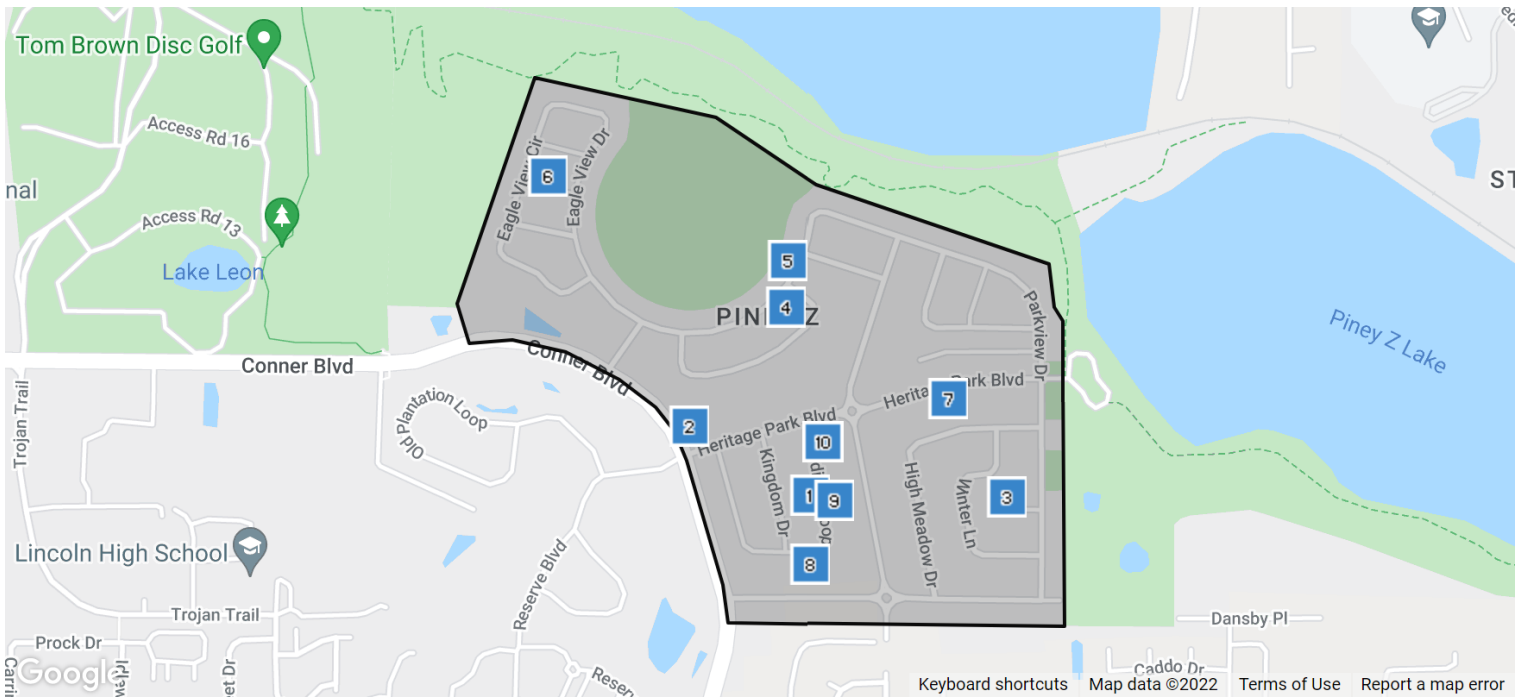 Tom Brown Disc Golf
Access Rd 16
nal
Access Rd 13
Lake Leon
Eagle View Cir
Eagle View Dr
6
5
4
Parkview Dr
Piney Z Lake
Conner Blvd
Conner Blvd
Heritage Park Blvd
7
2
Heritage Park Blvd
10
Trojan Trail
Old Plantation Loop
Kingdom Dr
1
9
High Meadow Dr
Winter Ln
3
8
Lincoln High School
Reserve Blvd
Trojan Trail
Prock Dr
Dansby Pl
Caddo Dr
Google
Keyboard shortcuts
Map data ©2022
Terms of Use
Report a map error